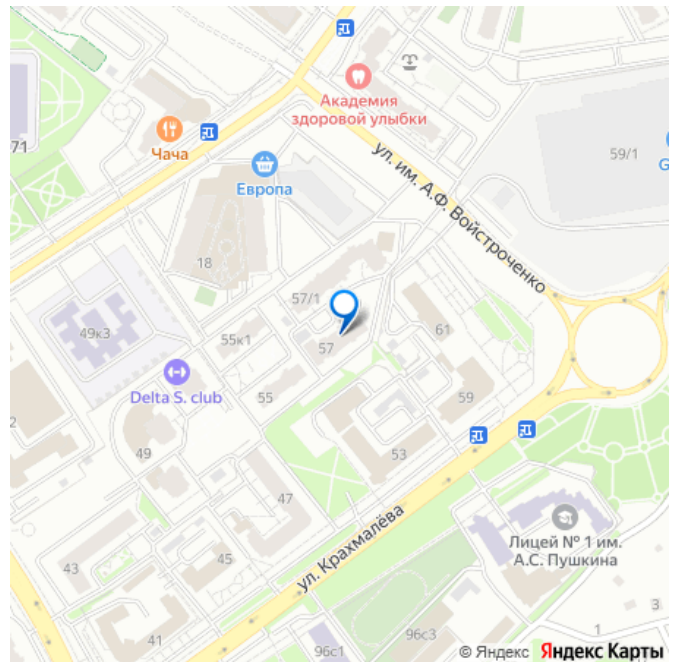 Академия
здоровой улыбки
71
Чача
Европа
ул. им. А.Ф. Войстроченко
59/1
G
18
57/1
49к3
55к1
57
61
Delta S. club
55
59
49
53
47
ул. Крахмалёва
Лицей № 1 им.
А.С. Пушкина
2
43
45
41
96с1
96с3
1
3
© Яндекс Яндекс Карты